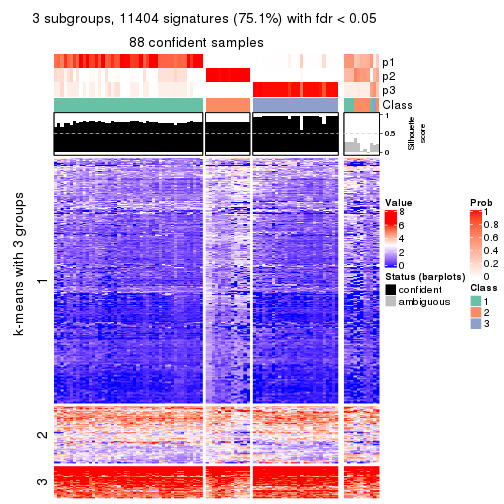 3 subgroups, 11404 signatures (75.1%) with fdr < 0.05
88 confident samples
p1
p2
p3
Class
1
0.5
0
Silhouette
score
k-means with 3 groups
1
2
3
Value
8
6
4
2
0
Status (barplots)
confident
ambiguous
Prob
1
0.8
0.6
0.4
0.2
0
Class
1
2
3